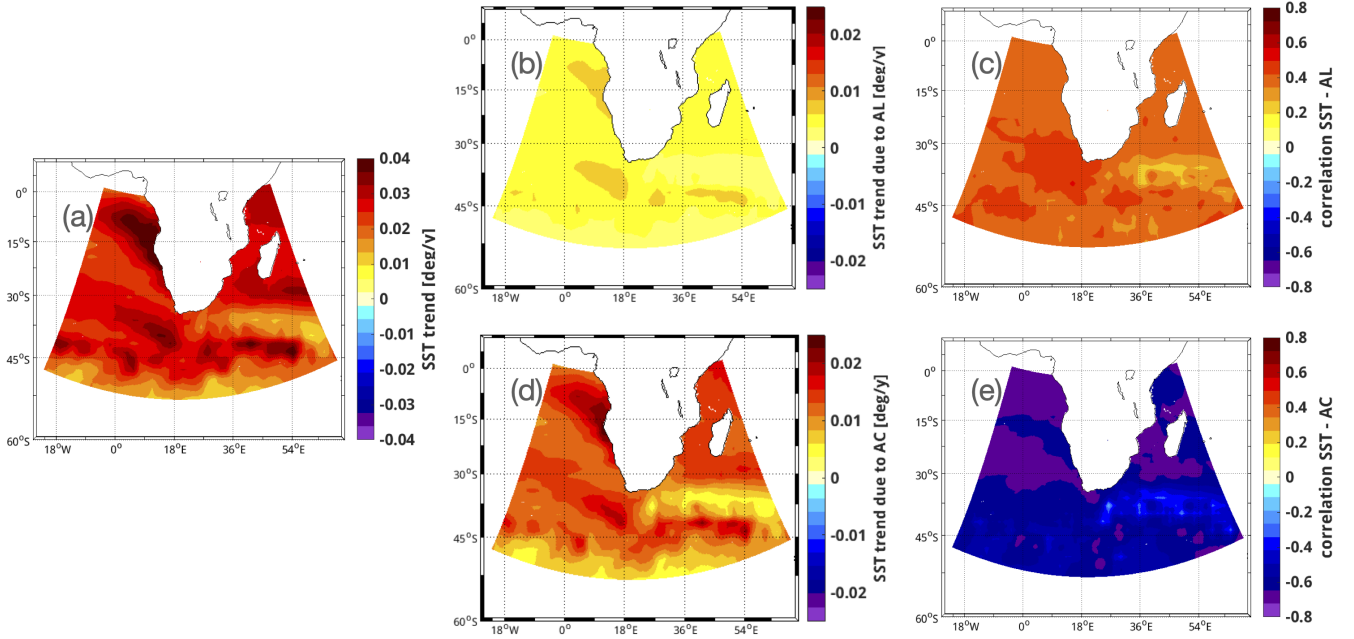 (a)
0°
15°S
30°S
45°S
60°S
18°W
0°
18°E
36°E
54°E
0.04
0.03
0.02
0.01
0
-0.01
-0.02
-0.03
-0.04
SST trend [deg/y]
(b)
0°
15°S
30°S
45°S
60°S
18°W
0°
18°E
36°E
54°E
0.02
0.01
0
-0.01
-0.02
SST trend due to AL [deg/y]
(c)
0°
15°S
30°S
45°S
60°S
18°W
0°
18°E
36°E
54°E
0.8
0.6
0.4
0.2
0
-0.2
-0.4
-0.6
-0.8
correlation SST - AL
(d)
0°
15°S
30°S
45°S
60°S
18°W
0°
18°E
36°E
54°E
0.02
0.01
0
-0.01
-0.02
SST trend due to AC [deg/y]
(e)
0°
15°S
30°S
45°S
60°S
18°W
0°
18°E
36°E
54°E
0.8
0.6
0.4
0.2
0
-0.2
-0.4
-0.6
-0.8
correlation SST - AC